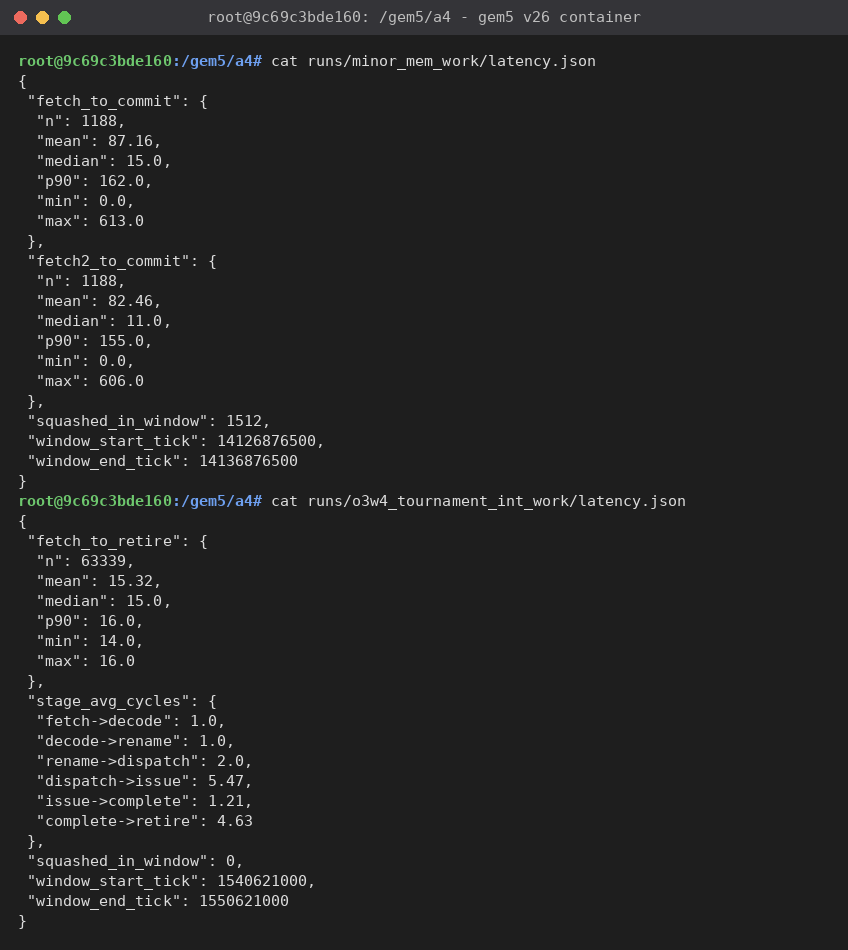 root@9c69c3bde160: /gem5/a4 - gem5 v26 container
root@9c69c3bde160:/gem5/a4# cat runs/minor_mem_work/latency.json
{
 "fetch_to_commit": {
  "n": 1188,
  "mean": 87.16,
  "median": 15.0,
  "p90": 162.0,
  "min": 0.0,
  "max": 613.0
 },
 "fetch2_to_commit": {
  "n": 1188,
  "mean": 82.46,
  "median": 11.0,
  "p90": 155.0,
  "min": 0.0,
  "max": 606.0
 },
 "squashed_in_window": 1512,
 "window_start_tick": 14126876500,
 "window_end_tick": 14136876500
}
root@9c69c3bde160:/gem5/a4# cat runs/o3w4_tournament_int_work/latency.json
{
 "fetch_to_retire": {
  "n": 63339,
  "mean": 15.32,
  "median": 15.0,
  "p90": 16.0,
  "min": 14.0,
  "max": 16.0
 },
 "stage_avg_cycles": {
  "fetch->decode": 1.0,
  "decode->rename": 1.0,
  "rename->dispatch": 2.0,
  "dispatch->issue": 5.47,
  "issue->complete": 1.21,
  "complete->retire": 4.63
 },
 "squashed_in_window": 0,
 "window_start_tick": 1540621000,
 "window_end_tick": 1550621000
}